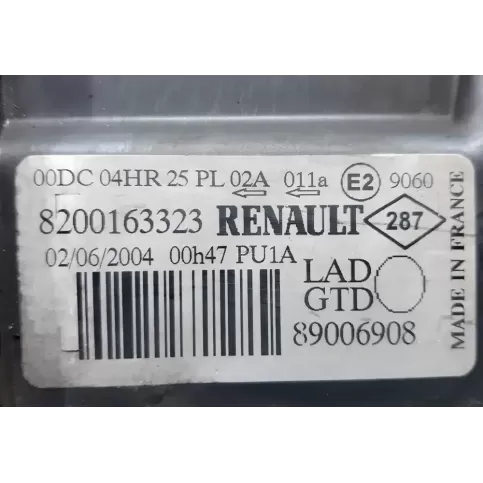 00DC 04HR 25 PL 02A 011a E2 9060
8200163323 RENAULT 287
02/06/2004 00h47 PU1A
LAD
GTD
89006908
MADE IN FRANCE